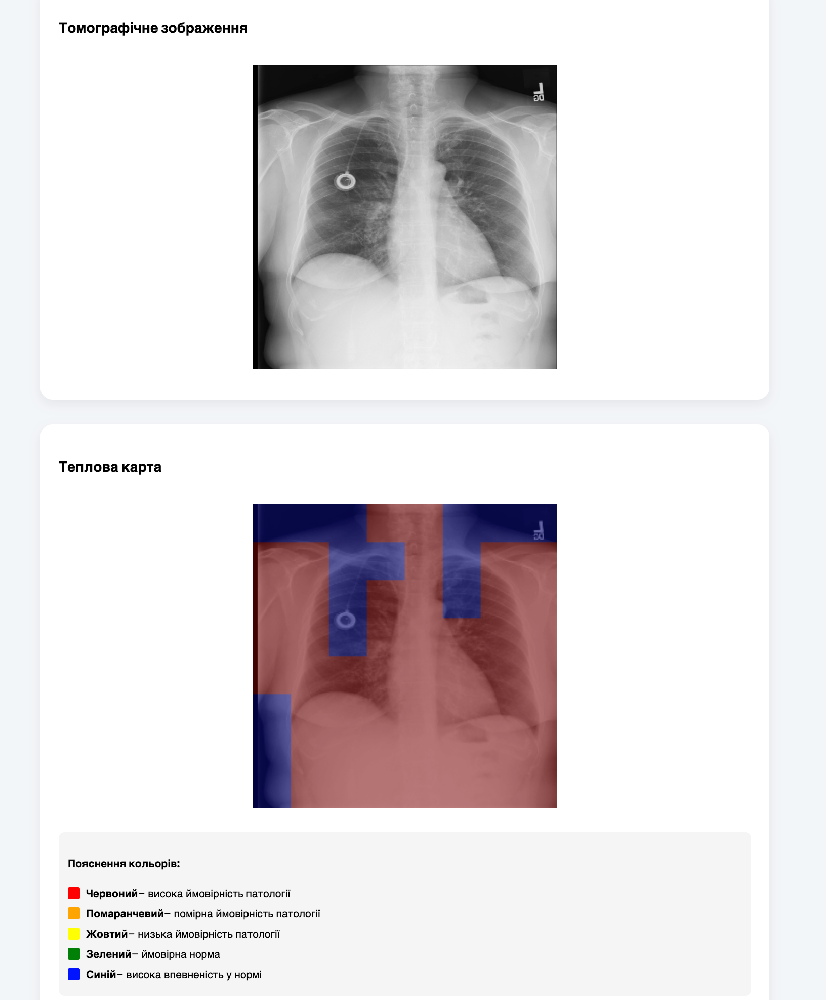 Томографічне зображення
L
DG
Теплова карта
L
DG
Пояснення кольорів:
Червоний– висока ймовірність патології
Помаранчевий– помірна ймовірність патології
Жовтий– низька ймовірність патології
Зелений– ймовірна норма
Синій– висока впевненість у нормі